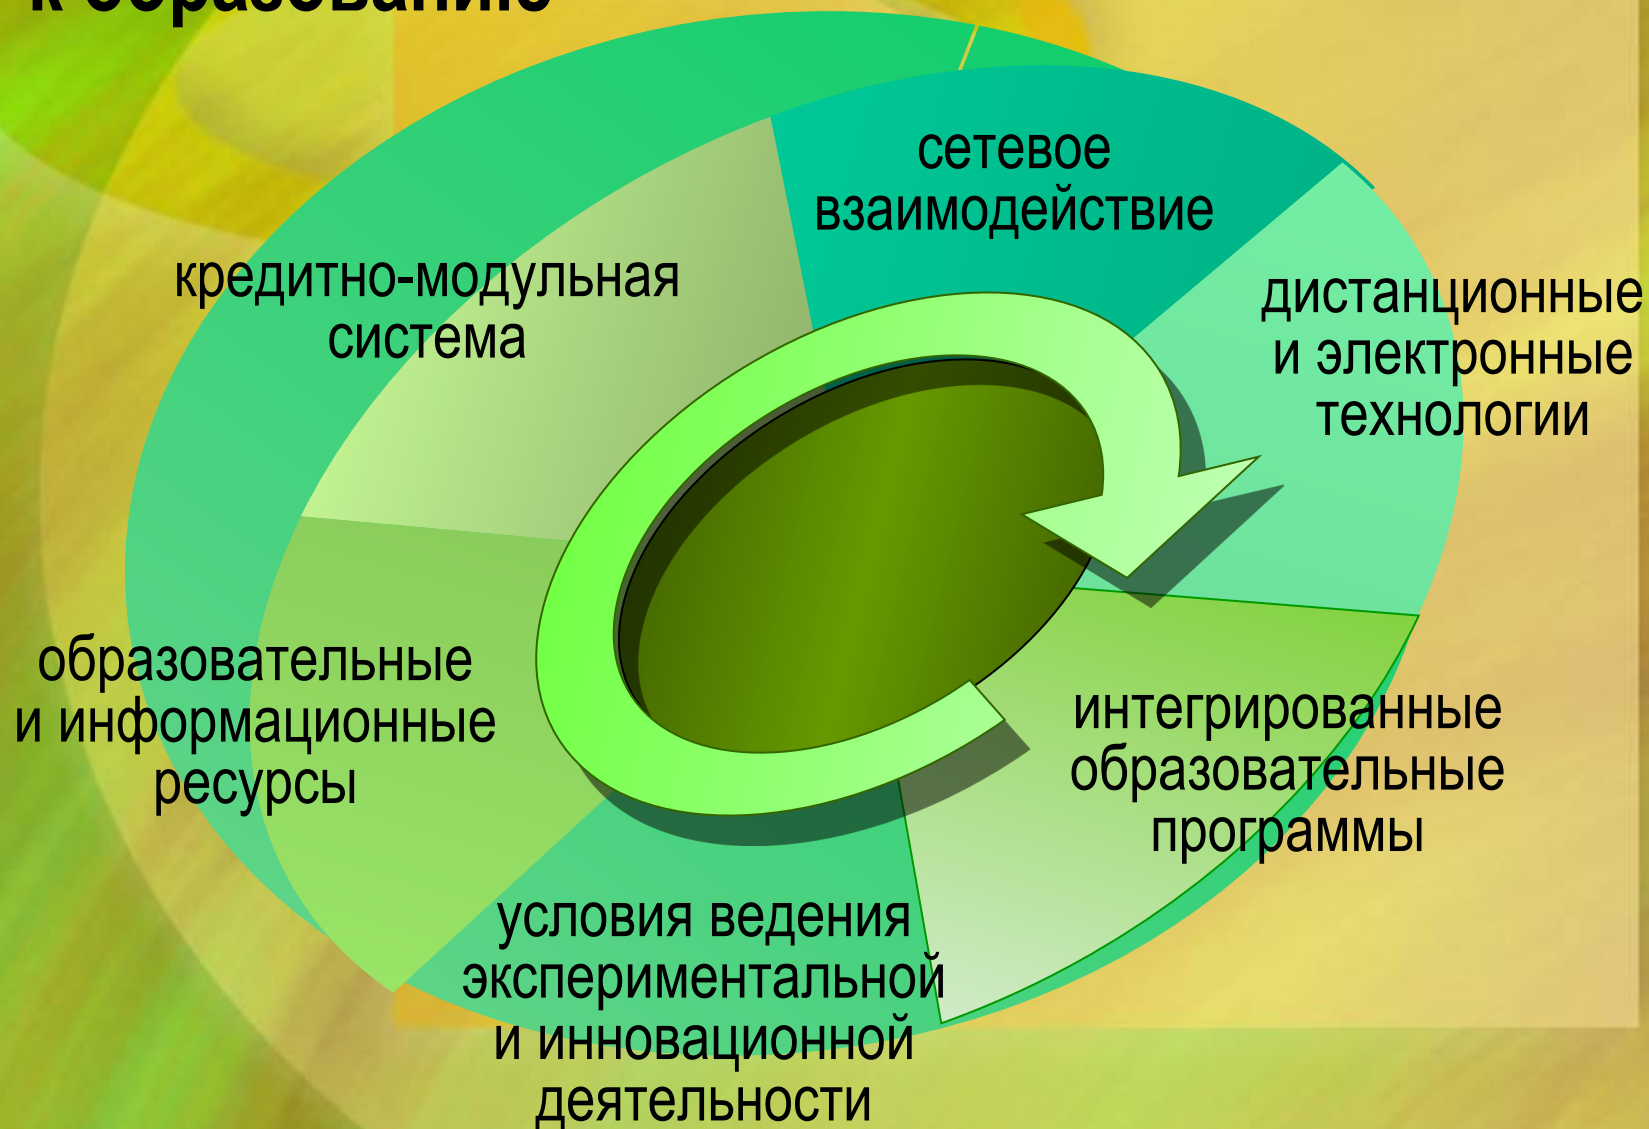 к образованию
сетевое
взаимодействие
кредитно-модульная
система
дистанционные
и электронные
технологии
образовательные
и информационные
ресурсы
интегрированные
образовательные
программы
условия ведения
экспериментальной
и инновационной
деятельности